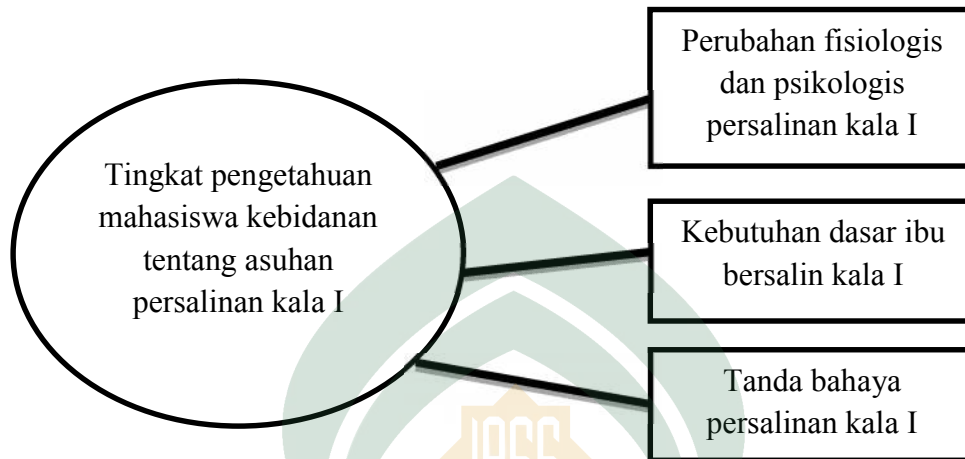 Tingkat pengetahuan
mahasiswa kebidanan
tentang asuhan
persalinan kala I
Perubahan fisiologis
dan psikologis
persalinan kala I
Kebutuhan dasar ibu
bersalin kala I
Tanda bahaya
persalinan kala I